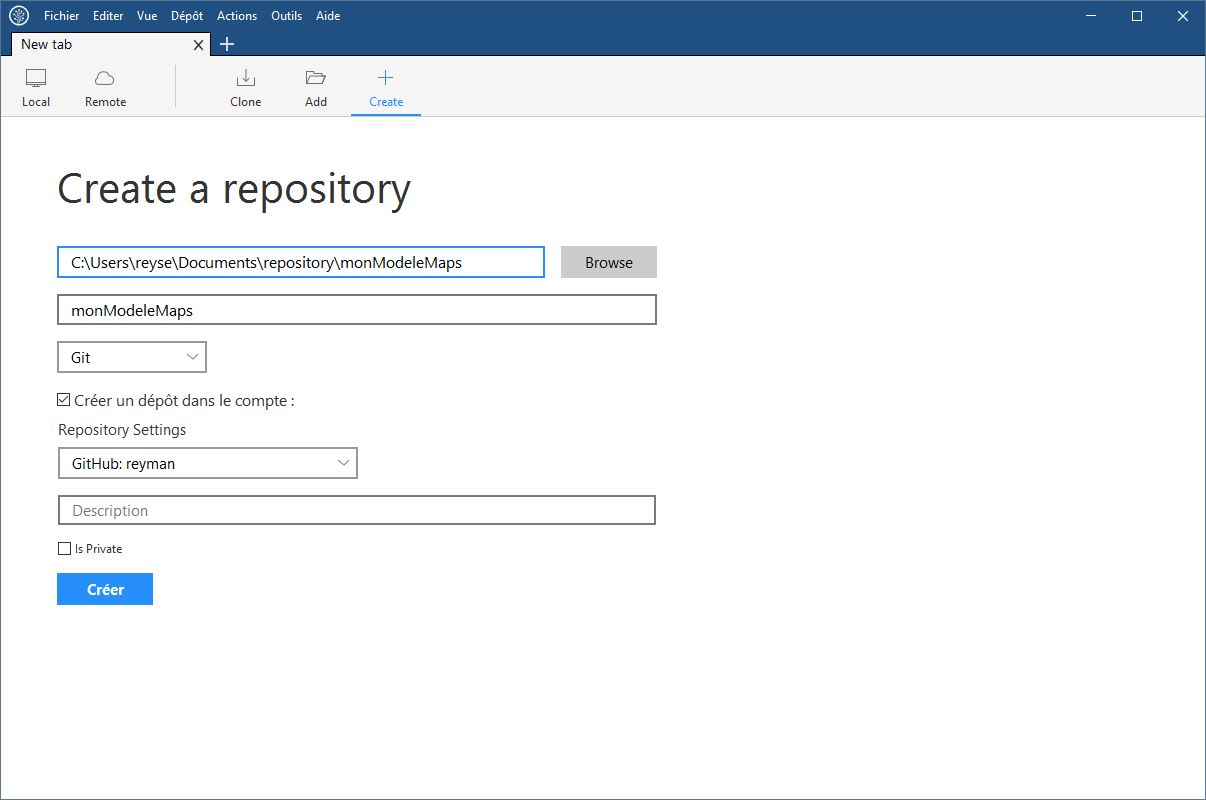 Fichier Editer Vue Dépôt Actions Outils Aide
New tab
Local Remote Clone Add Create
Create a repository
C:\Users\reyse\Documents\repository\monModeleMaps Browse
monModeleMaps
Git
Créer un dépôt dans le compte :
Repository Settings
GitHub: reyman
Description
Is Private
Créer